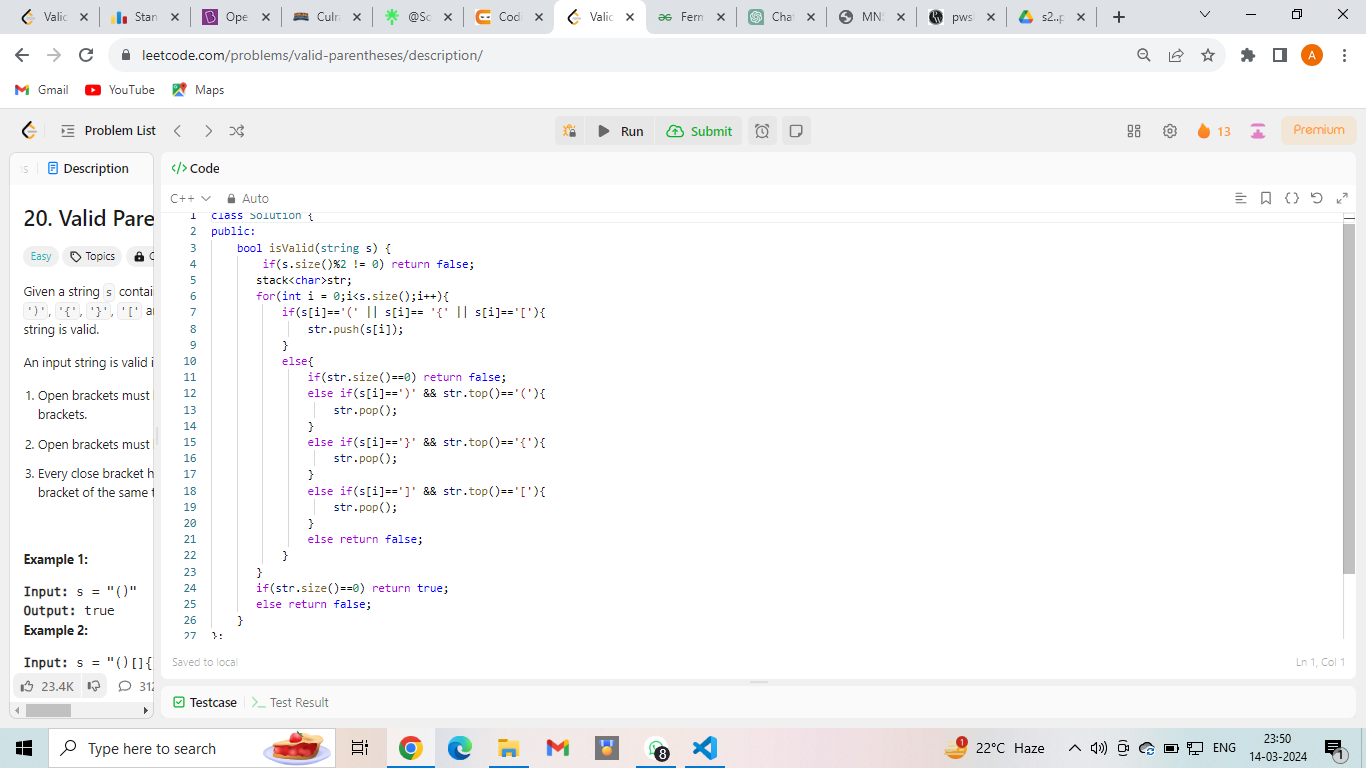 Valic
Stan
Ope
Culn
@Sc
Codi
Valic
Fern
Chat
MN:
pws
s2..p
leetcode.com/problems/valid-parentheses/description/
A
Gmail
YouTube
Maps
Problem List
Run
Submit
13
Premium
Description
</> Code
C++
Auto
20. Valid Pare
Easy
Topics
C
Given a string s contai
')', '{', '}', '[' a
string is valid.
An input string is valid i
1. Open brackets must
brackets.
2. Open brackets must
3. Every close bracket h
bracket of the same t
Example 1:
Input: s = "()"
Output: true
Example 2:
Input: s = "()[]{
23.4K
312
1 class Solution {
2 public:
3 bool isValid(string s) {
4 if(s.size()%2 != 0) return false;
5 stack<char>str;
6 for(int i = 0;i<s.size();i++){
7 if(s[i]=='(' || s[i]== '{' || s[i]=='['){
8 str.push(s[i]);
9 }
10 else{
11 if(str.size()==0) return false;
12 else if(s[i]==')' && str.top()=='('){
13 str.pop();
14 }
15 else if(s[i]=='}' && str.top()=='{'){
16 str.pop();
17 }
18 else if(s[i]==']' && str.top()=='['){
19 str.pop();
20 }
21 else return false;
22 }
23 }
24 if(str.size()==0) return true;
25 else return false;
26 }
27 };
Saved to local
Ln 1, Col 1
Testcase
Test Result
Type here to search
8
1
22°C Haze
ENG
23:50
14-03-2024
1